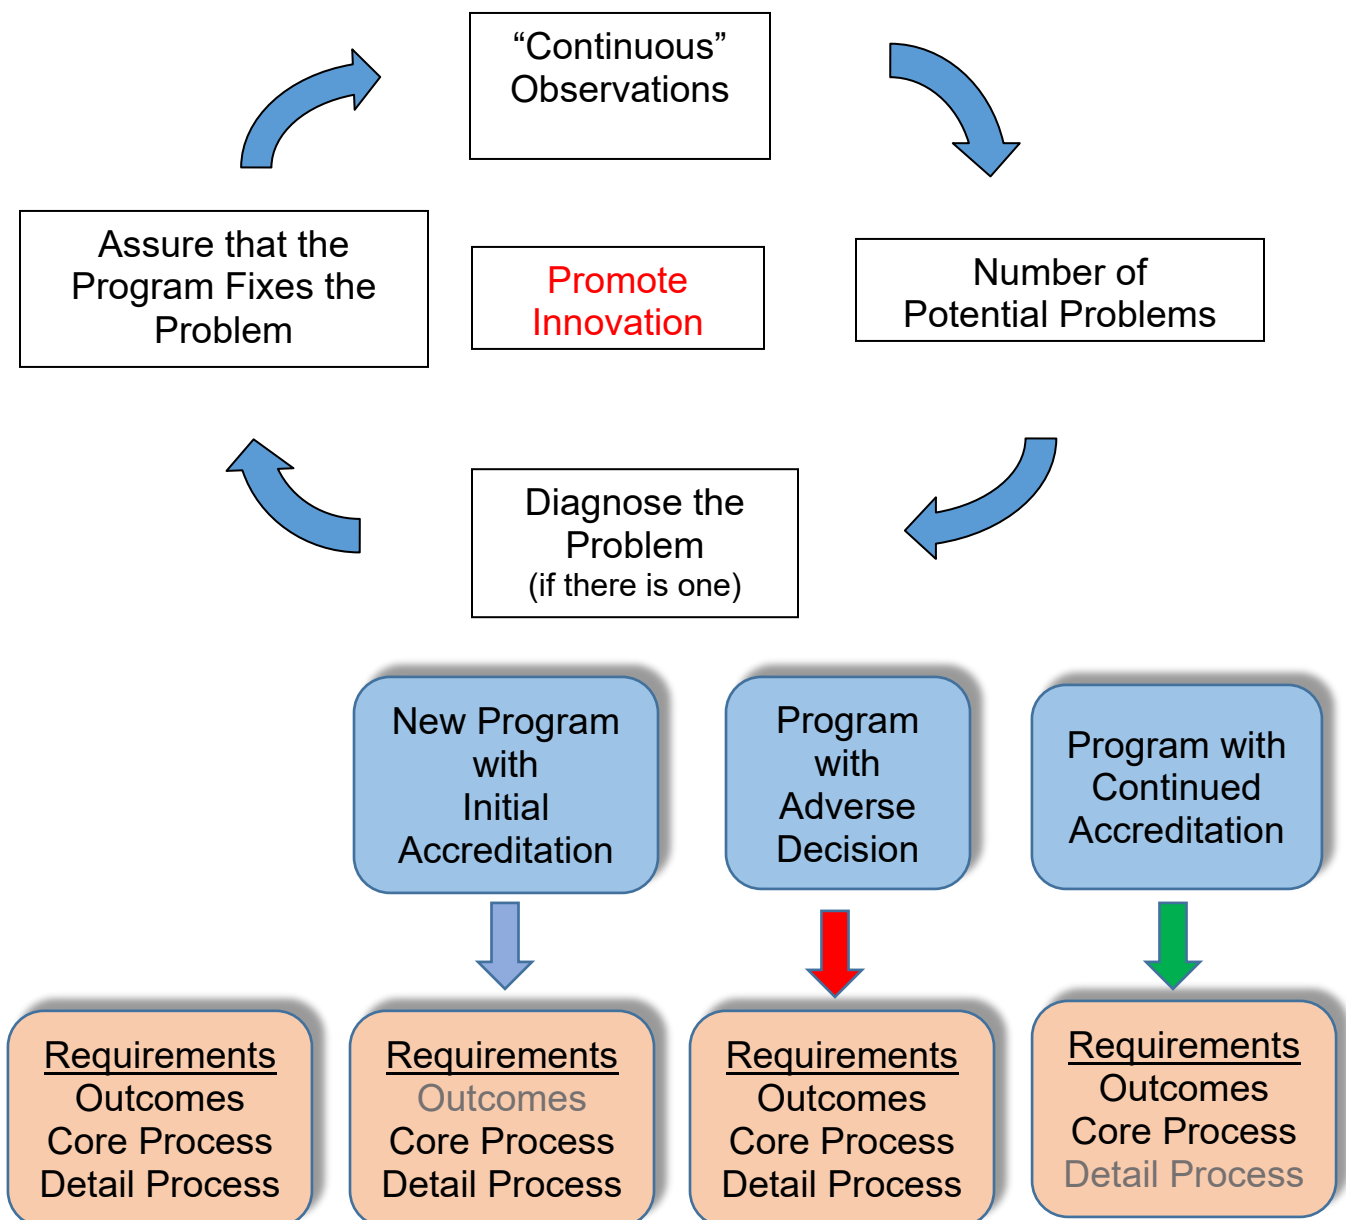 “Continuous”
Observations
Assure that the
Program Fixes the
Problem
Promote
Innovation
Number of
Potential Problems
Diagnose the
Problem
(if there is one)
New Program
with
Initial
Accreditation
Program
with
Adverse
Decision
Program with
Continued
Accreditation
Requirements
Outcomes
Core Process
Detail Process
Requirements
Outcomes
Core Process
Detail Process
Requirements
Outcomes
Core Process
Detail Process
Requirements
Outcomes
Core Process
Detail Process